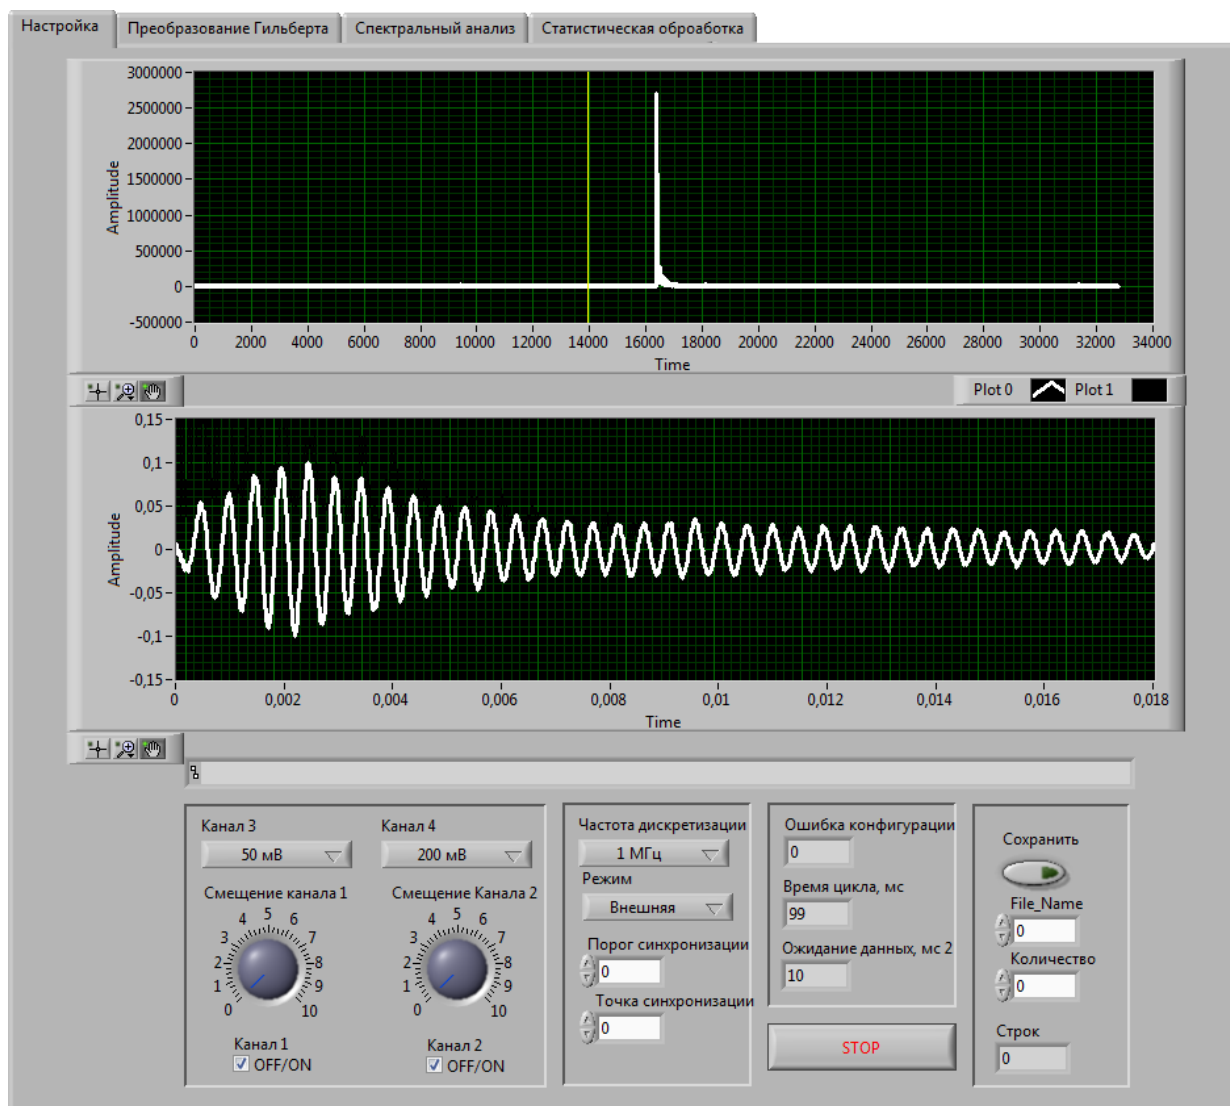 Настройка Преобразование Гильберта Спектральный анализ Статистическая оброаботка
3000000
2500000
2000000
1500000
1000000
500000
0
-500000
Amplitude
0 2000 4000 6000 8000 10000 12000 14000 16000 18000 20000 22000 24000 26000 28000 30000 32000 34000
Time
Plot 0 Plot 1
0,15
0,1
0,05
0
-0,05
-0,1
-0,15
Amplitude
0 0,002 0,004 0,006 0,008 0,01 0,012 0,014 0,016 0,018
Time
Канал 3 Канал 4
50 мВ 200 мВ
Смещение канала 1 Смещение Канала 2
0 1 2 3 4 5 6 7 8 9 10
0 1 2 3 4 5 6 7 8 9 10
Канал 1 Канал 2
OFF/ON OFF/ON
Частота дискретизации
1 МГц
Режим
Внешняя
Порог синхронизации
0
Точка синхронизации
0
Ошибка конфигурации
0
Время цикла, мс
99
Ожидание данных, мс 2
10
STOP
Сохранить
File_Name
0
Количество
0
Строк
0